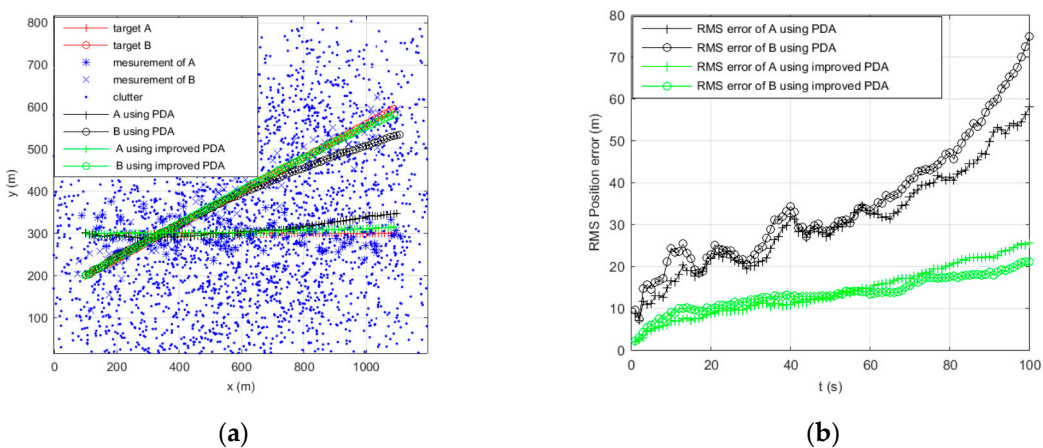 800
700
600
500
400
300
200
100
y (m)
0
200
400
600
800
1000
x (m)
target A
target B
mesurement of A
mesurement of B
clutter
A using PDA
B using PDA
A using improved PDA
B using improved PDA
(a)
80
70
60
50
40
30
20
10
0
RMS Position error (m)
0
20
40
60
80
100
t (s)
RMS error of A using PDA
RMS error of B using PDA
RMS error of A using improved PDA
RMS error of B using improved PDA
(b)